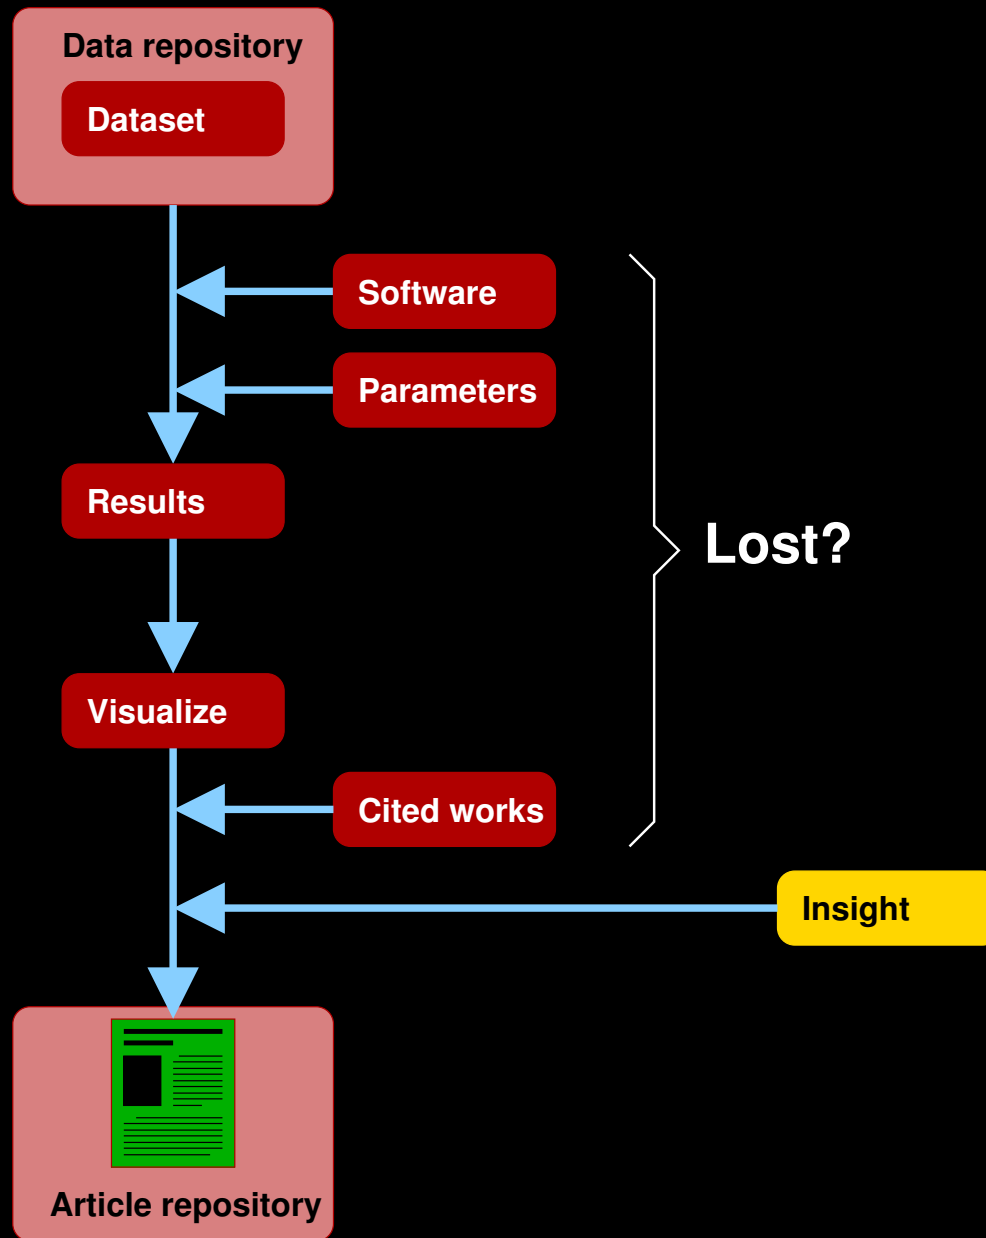 Data repository
Dataset
Software
Parameters
Results
Lost?
Visualize
Cited works
Insight
Article repository